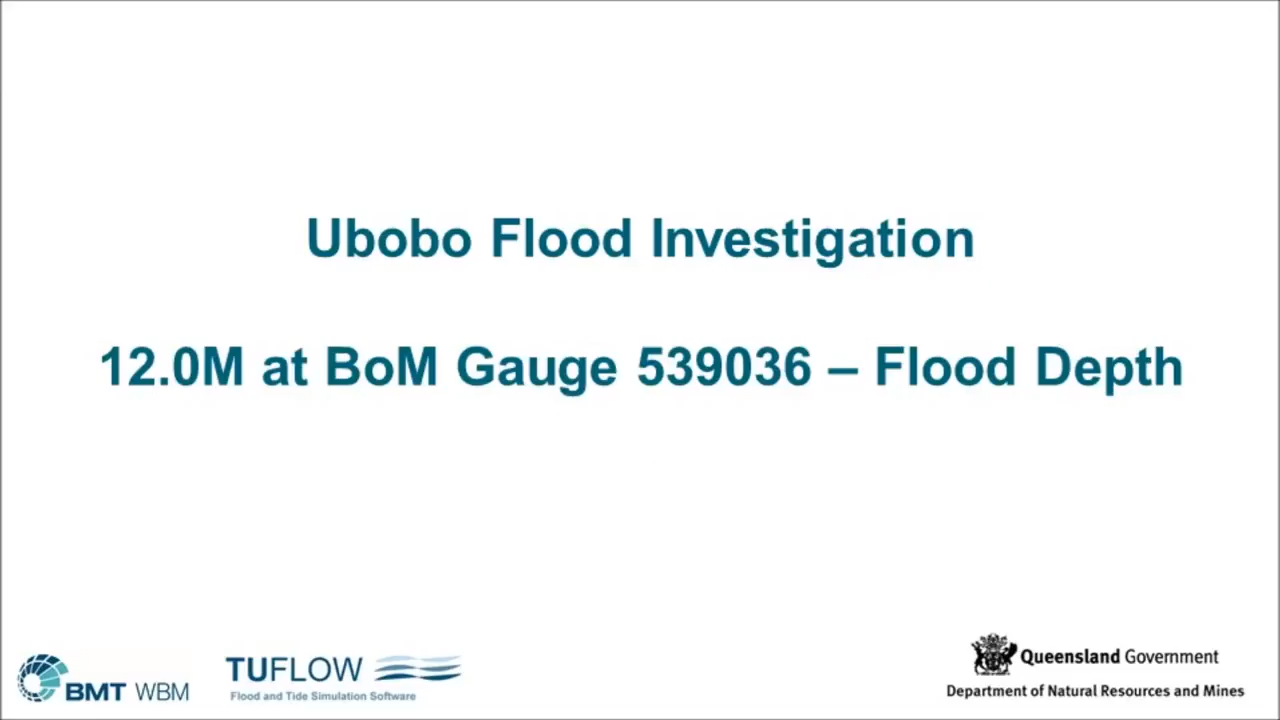 Ubobo Flood Investigation
12.0M at BoM Gauge 539036 – Flood Depth
BMT WBM
TUFLOW
Flood and Tide Simulation Software
Queensland Government
Department of Natural Resources and Mines